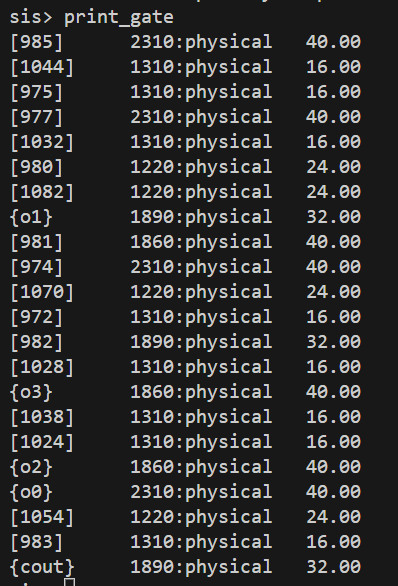 sis> print_gate
[985] 2310:physical 40.00
[1044] 1310:physical 16.00
[975] 1310:physical 16.00
[977] 2310:physical 40.00
[1032] 1310:physical 16.00
[980] 1220:physical 24.00
[1082] 1220:physical 24.00
{o1} 1890:physical 32.00
[981] 1860:physical 40.00
[974] 2310:physical 40.00
[1070] 1220:physical 24.00
[972] 1310:physical 16.00
[982] 1890:physical 32.00
[1028] 1310:physical 16.00
{o3} 1860:physical 40.00
[1038] 1310:physical 16.00
[1024] 1310:physical 16.00
{o2} 1860:physical 40.00
{o0} 2310:physical 40.00
[1054] 1220:physical 24.00
[983] 1310:physical 16.00
{cout} 1890:physical 32.00